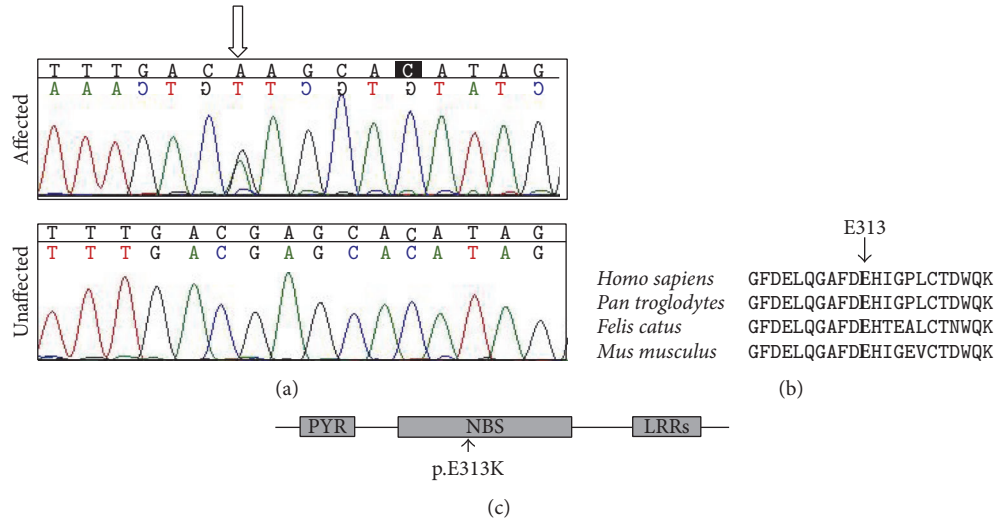 T T T G A C A A G C A C A T A G
A A A C T G T T C G T G T A T C
Affected
T T T G A C G A G C A C A T A G
T T T G A C G A G C A C A T A G
Unaffected
(a)
E313
Homo sapiens GFDELQGAFDEHIGPLCTDWQK
Pan troglodytes GFDELQGAFDEHIGPLCTDWQK
Felis catus GFDELQGAFDEHTEALCTNWQK
Mus musculus GFDELQGAFDEHIGEVCTDWQK
(b)
PYR NBS LRRs
p.E313K
(c)